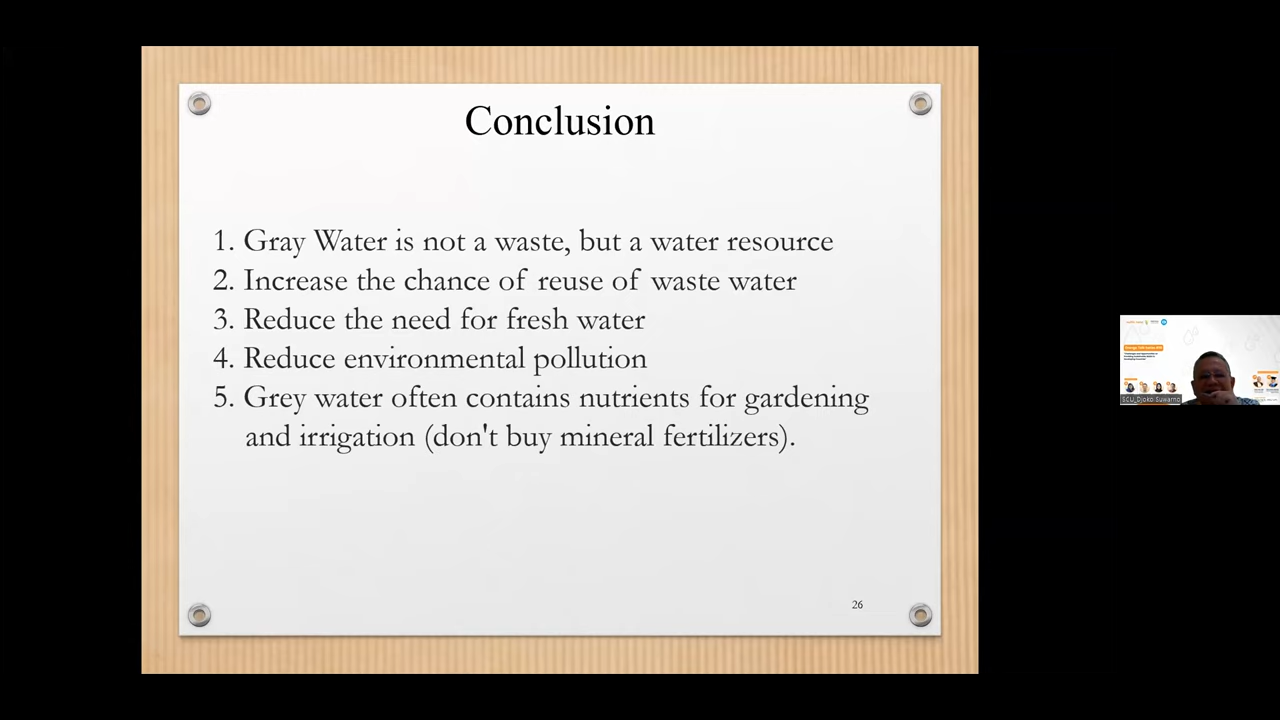 Conclusion
1. Gray Water is not a waste, but a water resource
2. Increase the chance of reuse of waste water
3. Reduce the need for fresh water
4. Reduce environmental pollution
5. Grey water often contains nutrients for gardening
and irrigation (don't buy mineral fertilizers).
26
SCU_Djoko Suwarno